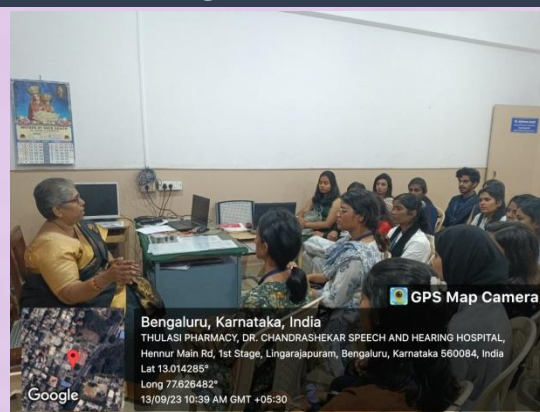 GPS Map Camera
Bengaluru, Karnataka, India
THULASI PHARMACY, DR. CHANDRASHEKAR SPEECH AND HEARING HOSPITAL,
Hennur Main Rd, 1st Stage, Lingarajapuram, Bengaluru, Karnataka 560084, India
Lat 13.014285°
Long 77.626482°
13/09/23 10:39 AM GMT +05:30
Google